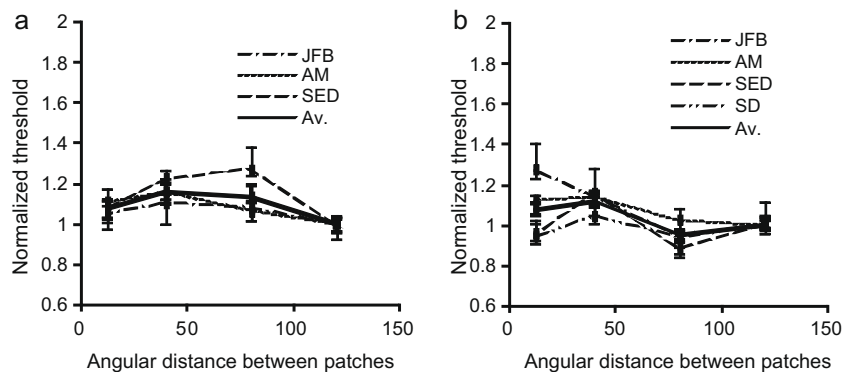 a
Normalized threshold
2
1.8
1.6
1.4
1.2
1
0.8
0.6
0
50
100
150
Angular distance between patches
JFB
AM
SED
Av.
b
Normalized threshold
2
1.8
1.6
1.4
1.2
1
0.8
0.6
0
50
100
150
Angular distance between patches
JFB
AM
SED
SD
Av.